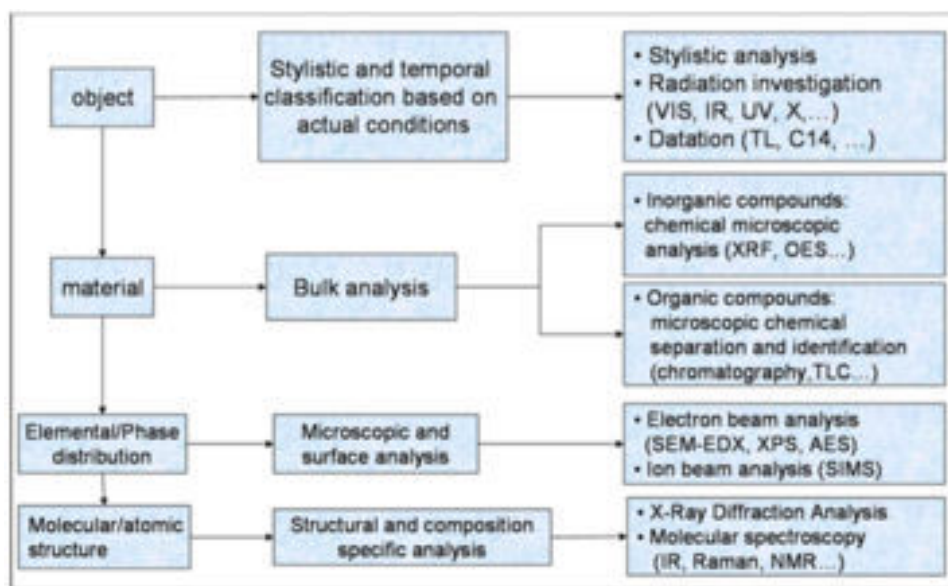 object
Stylistic and temporal
classification based on
actual conditions
• Stylistic analysis
• Radiation investigation
(VIS, IR, UV, X,...)
• Datation (TL, C14, ...)
material
Bulk analysis
• Inorganic compounds:
chemical microscopic
analysis (XRF, OES...)
• Organic compounds:
microscopic chemical
separation and identification
(chromatography,TLC...)
Elemental/Phase
distribution
Microscopic and
surface analysis
• Electron beam analysis
(SEM-EDX, XPS, AES)
• Ion beam analysis (SIMS)
Molecular/atomic
structure
Structural and composition
specific analysis
• X-Ray Diffraction Analysis
• Molecular spectroscopy
(IR, Raman, NMR...)